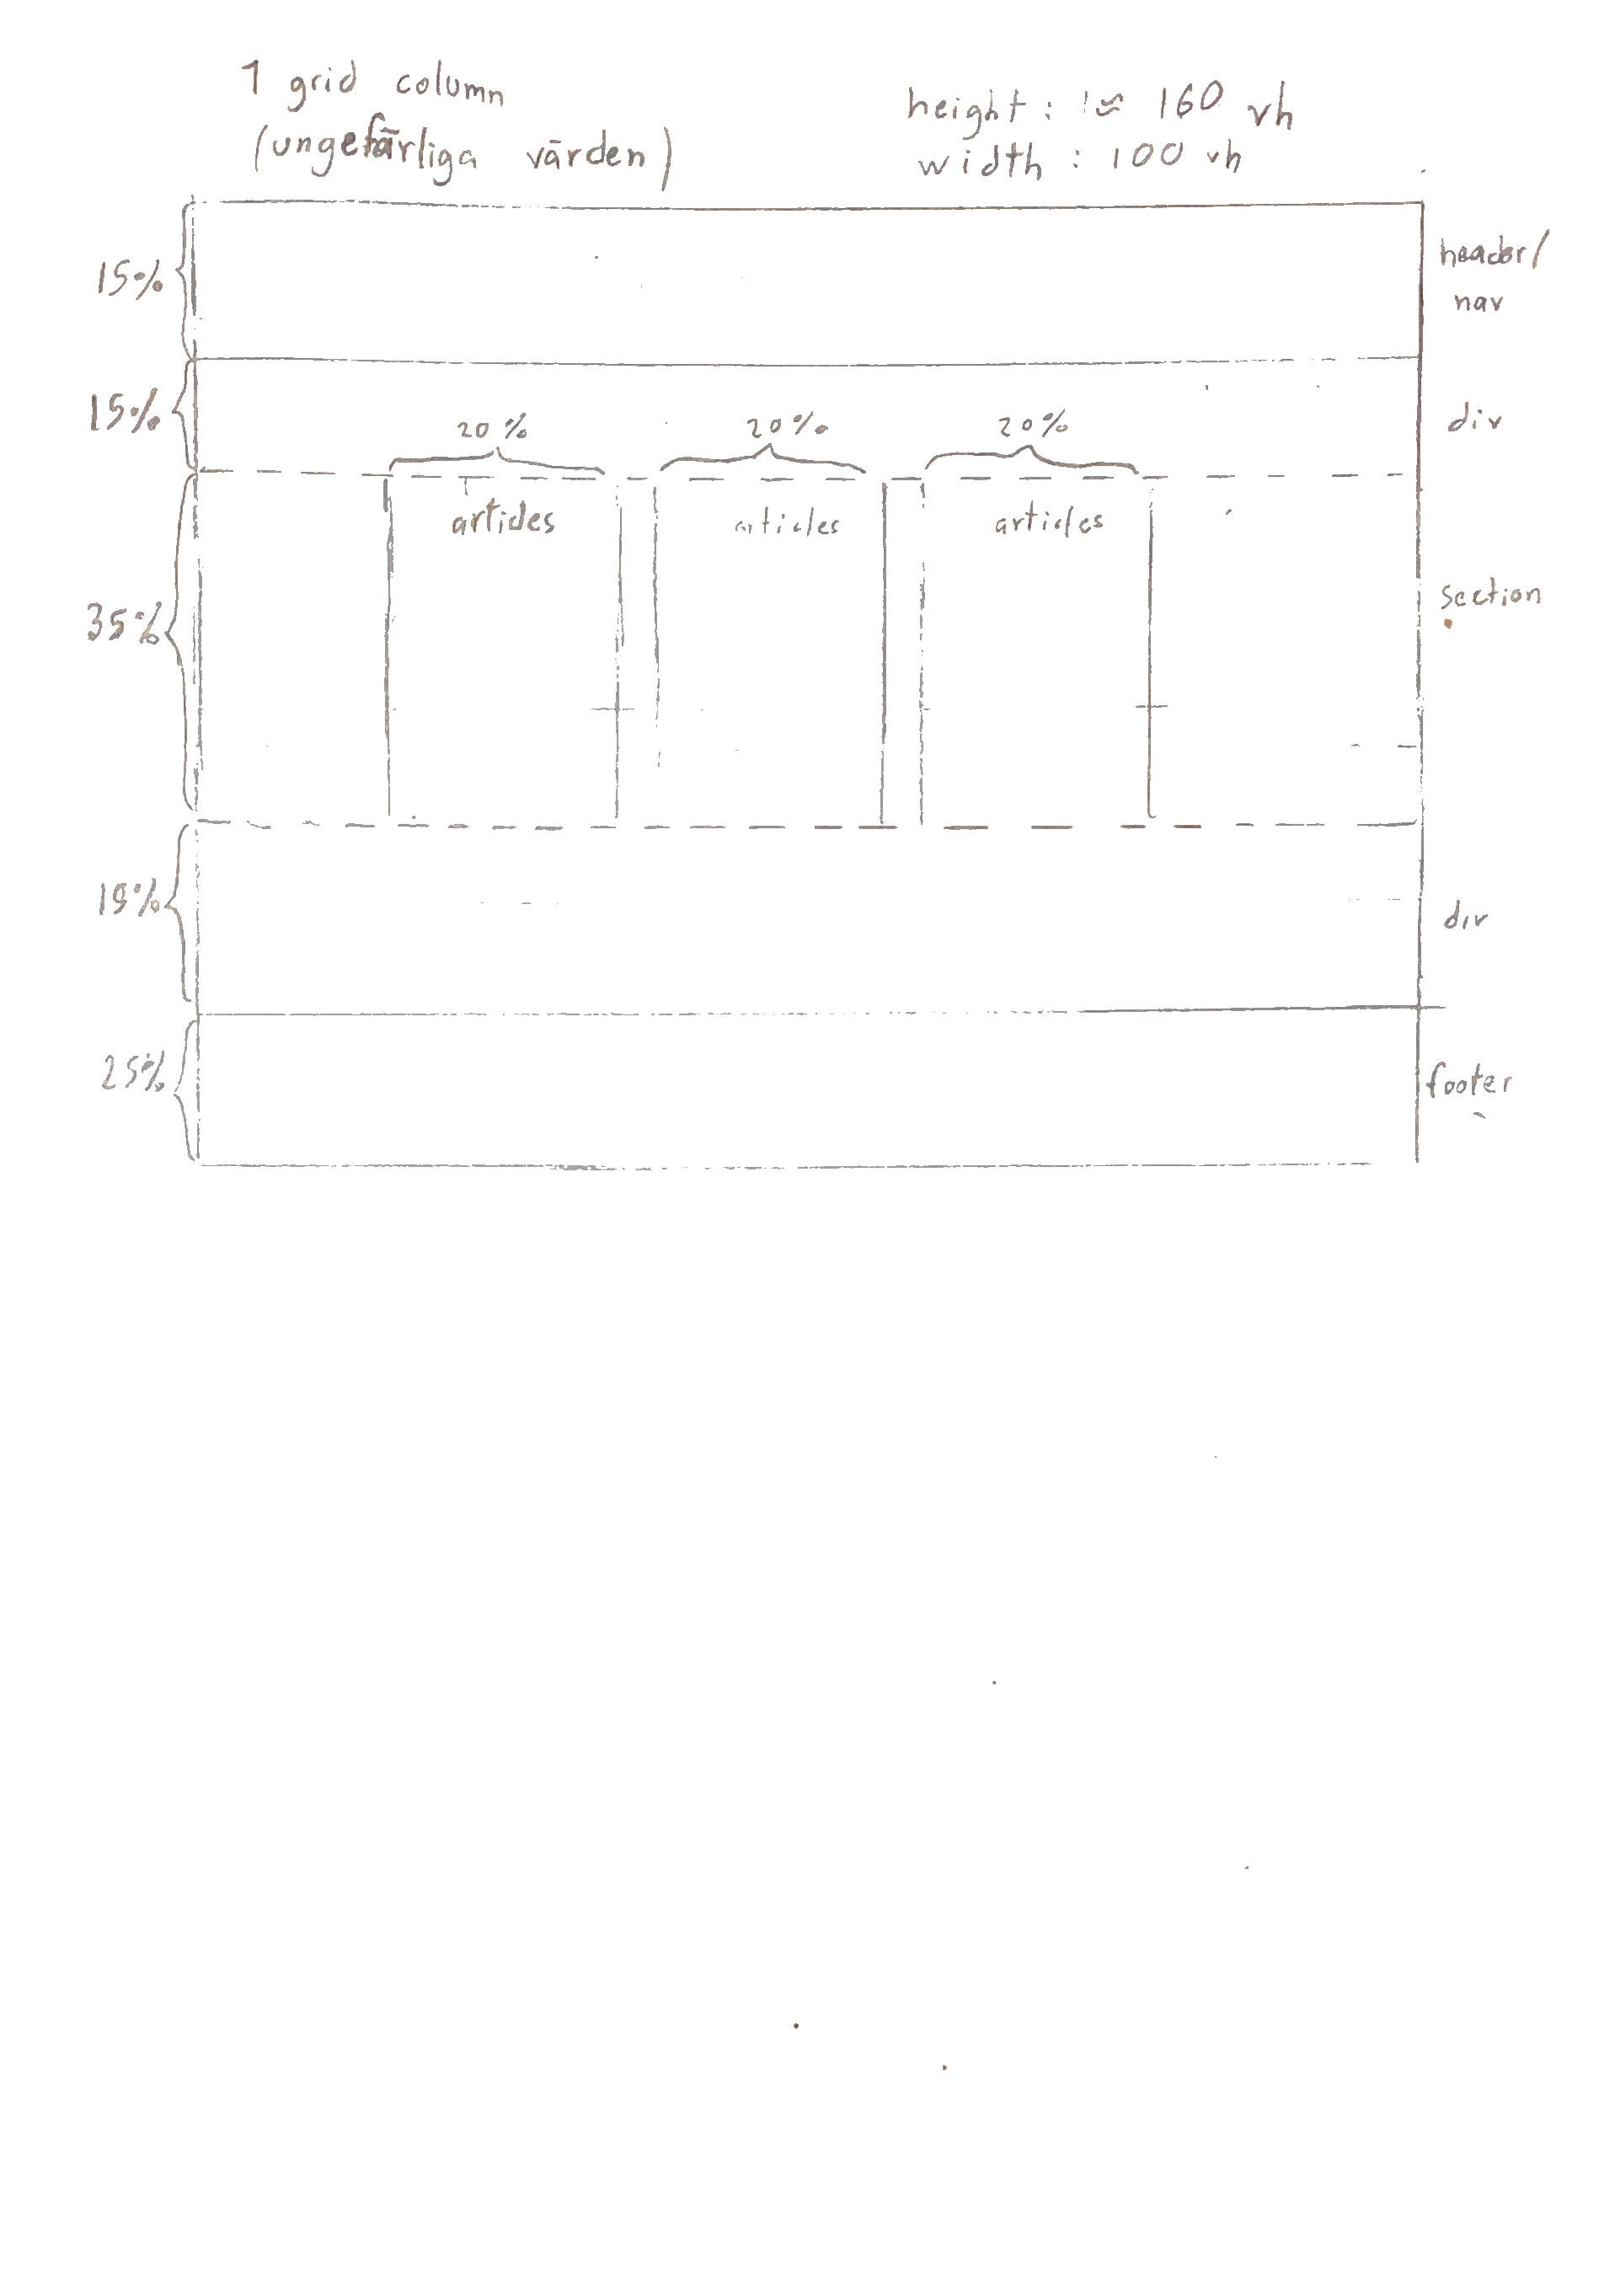 1 grid column
(ungefärliga värden)
height: ≈ 160 vh
width : 100 vh
15%
header/
nav
15%
div
20%
20%
20%
articles
articles
articles
35%
section
div
25%
footer